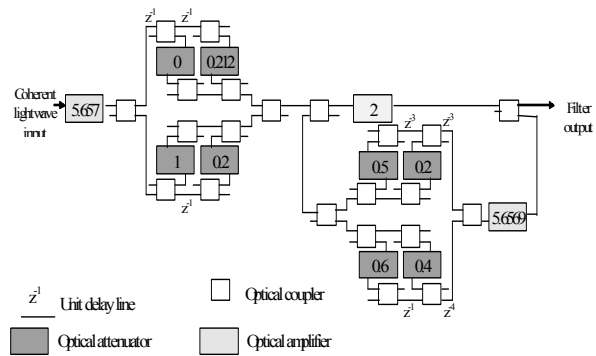 z-1 z-1
0 0.212
Coherent
lightwave
input
5.657
2
Filter
output
z-3 z-3
1 0.2
0.5 0.2
z-1
5.6569
0.6 0.4
z-1 z-4
z-1 Unit delay line
Optical coupler
Optical attenuator
Optical amplifier